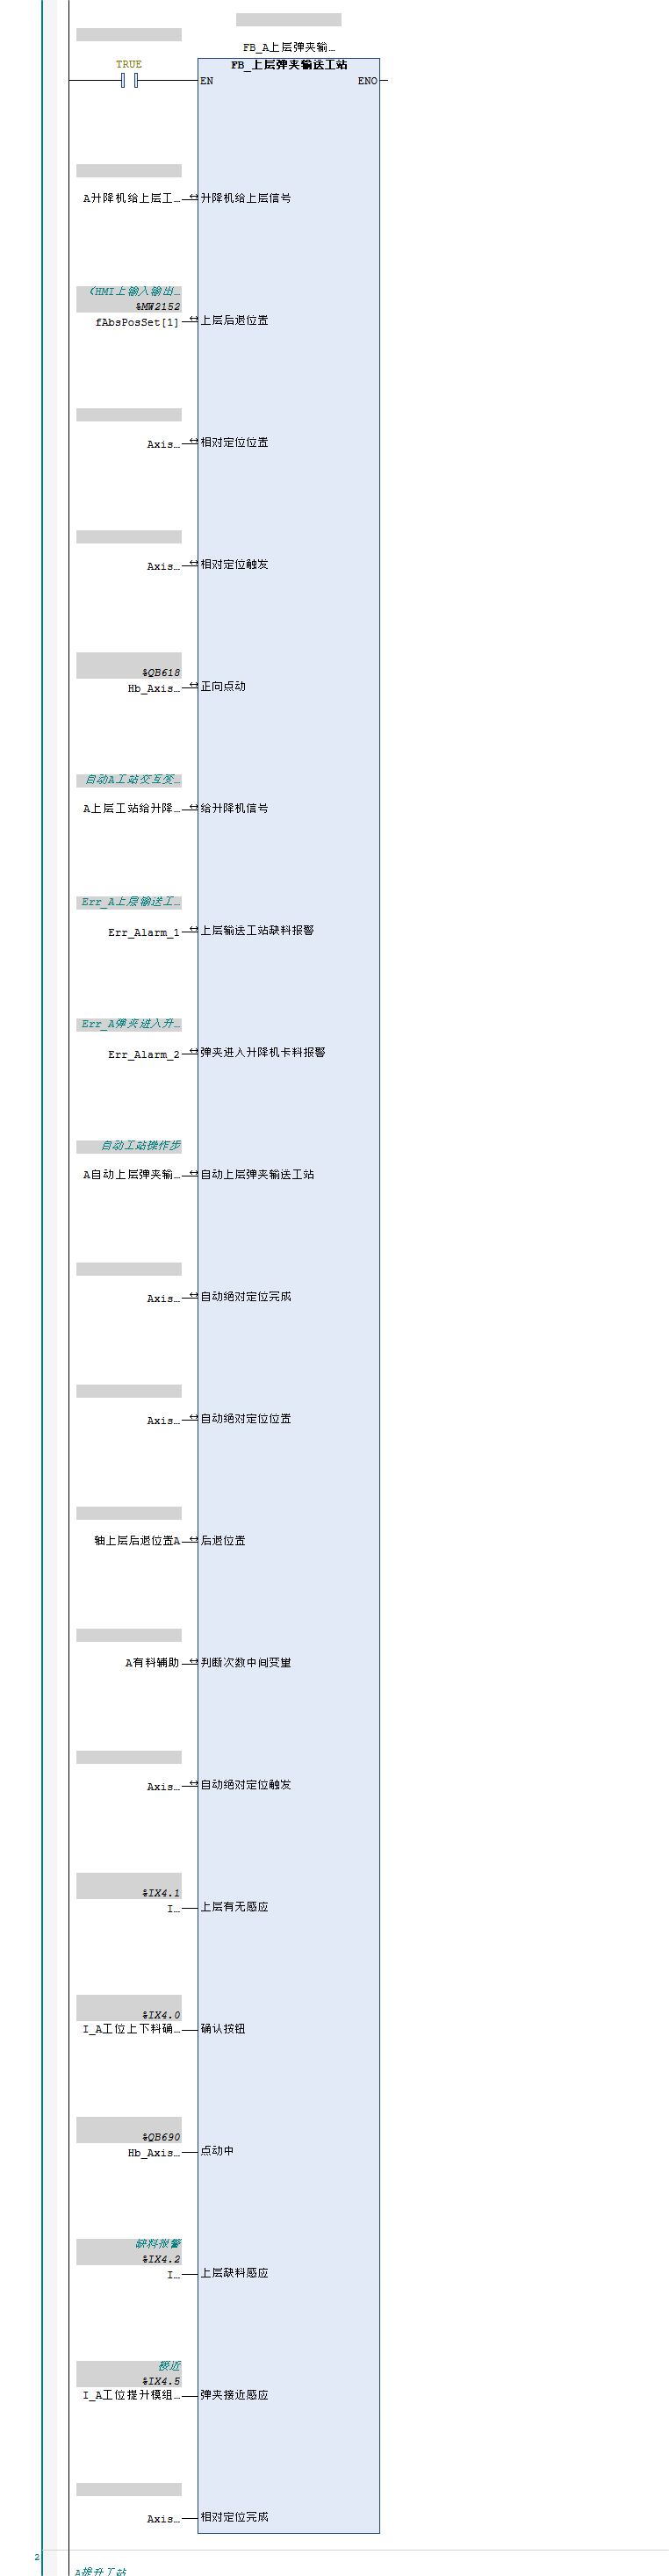 FB_A上层弹夹输…
TRUE
FB_上层弹夹输送工站
EN
ENO
A升降机给上层工…
升降机给上层信号
(HMI上输入输出…
%MW2152
fAbsPosSet[1]
上层后退位置
Axis…
相对定位位置
Axis…
相对定位触发
%QB618
Hb_Axis…
正向点动
自动A工站交互变…
A上层工站给升降…
给升降机信号
Err_A上层输送工…
Err_Alarm_1
上层输送工站缺料报警
Err_A弹夹进入升…
Err_Alarm_2
弹夹进入升降机卡料报警
自动工站操作步
A自动上层弹夹输…
自动上层弹夹输送工站
Axis…
自动绝对定位完成
Axis…
自动绝对定位位置
轴上层后退位置A
后退位置
A有料辅助
判断次数中间变量
Axis…
自动绝对定位触发
%IX4.1
I…
上层有无感应
%IX4.0
I_A工位上下料确…
确认按钮
%QB690
Hb_Axis…
点动中
缺料报警
%IX4.2
I…
上层缺料感应
接近
%IX4.5
I_A工位提升模组…
弹夹接近感应
Axis…
相对定位完成
2
A提升工站